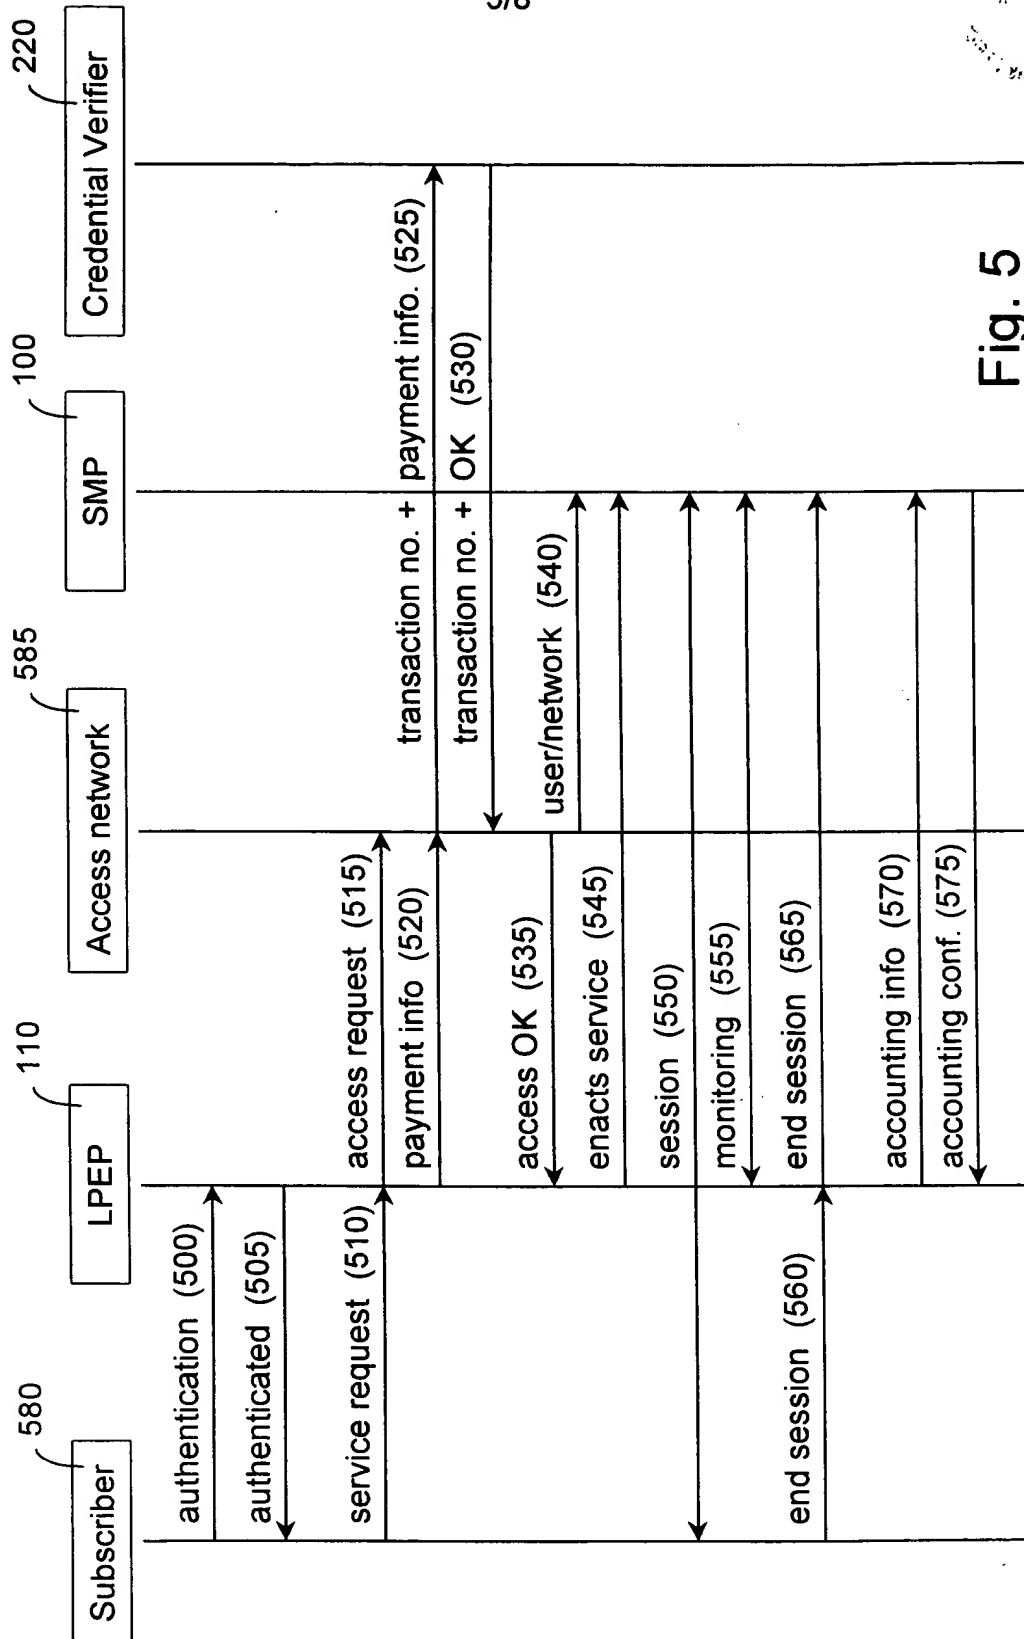 5/8
580
110
585
100
220
Subscriber
LPEP
Access network
SMP
Credential Verifier
authentication (500)
authenticated (505)
service request (510)
access request (515)
payment info (520)
transaction no. + payment info. (525)
transaction no. + OK (530)
access OK (535)
user/network (540)
enacts service (545)
session (550)
monitoring (555)
end session (560)
end session (565)
accounting info (570)
accounting conf. (575)
Fig. 5